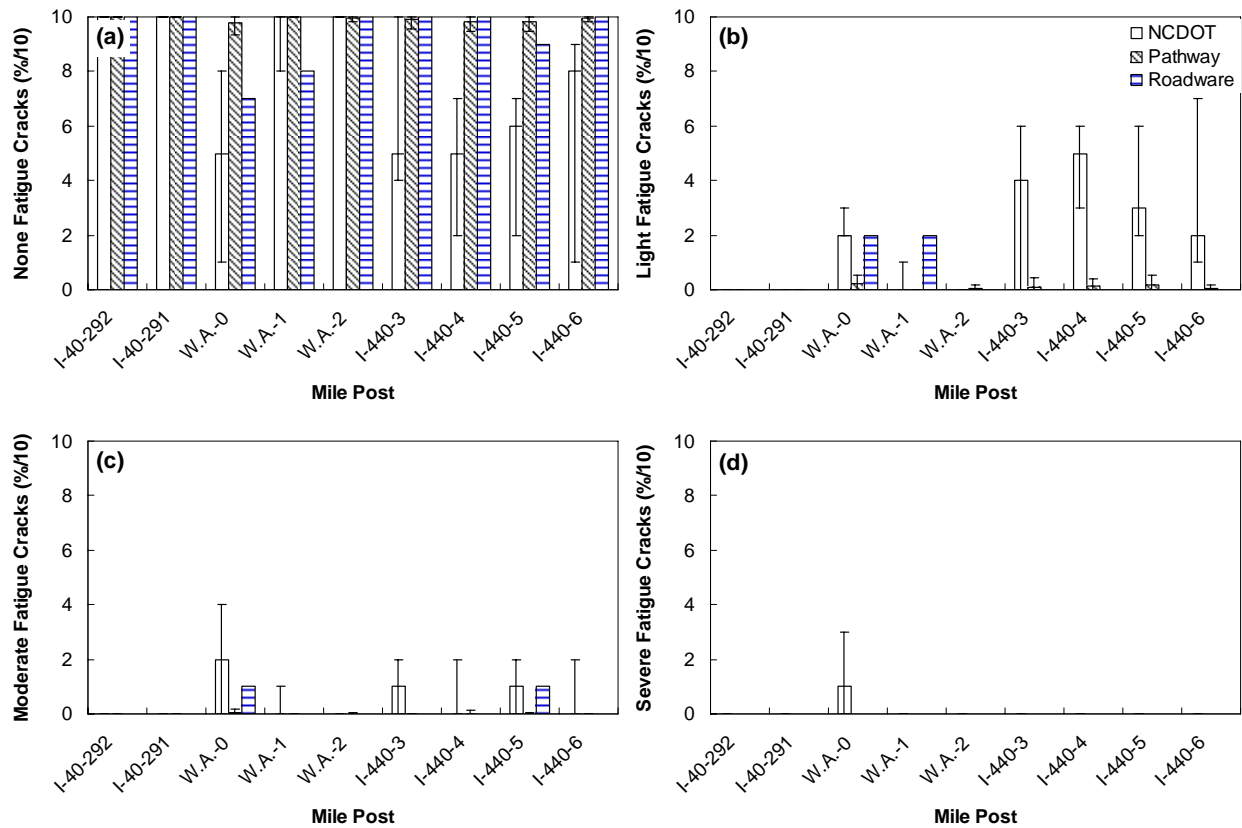 None Fatigue Cracks (%/10)
10
8
6
4
2
0
(a)
I-40-292
I-40-291
W.A.-0
W.A.-1
W.A.-2
I-440-3
I-440-4
I-440-5
I-440-6
Mile Post
Light Fatigue Cracks (%/10)
10
8
6
4
2
0
(b)
NCDOT
Pathway
Roadware
I-40-292
I-40-291
W.A.-0
W.A.-1
W.A.-2
I-440-3
I-440-4
I-440-5
I-440-6
Mile Post
Moderate Fatigue Cracks (%/10)
10
8
6
4
2
0
(c)
I-40-292
I-40-291
W.A.-0
W.A.-1
W.A.-2
I-440-3
I-440-4
I-440-5
I-440-6
Mile Post
Severe Fatigue Cracks (%/10)
10
8
6
4
2
0
(d)
I-40-292
I-40-291
W.A.-0
W.A.-1
W.A.-2
I-440-3
I-440-4
I-440-5
I-440-6
Mile Post